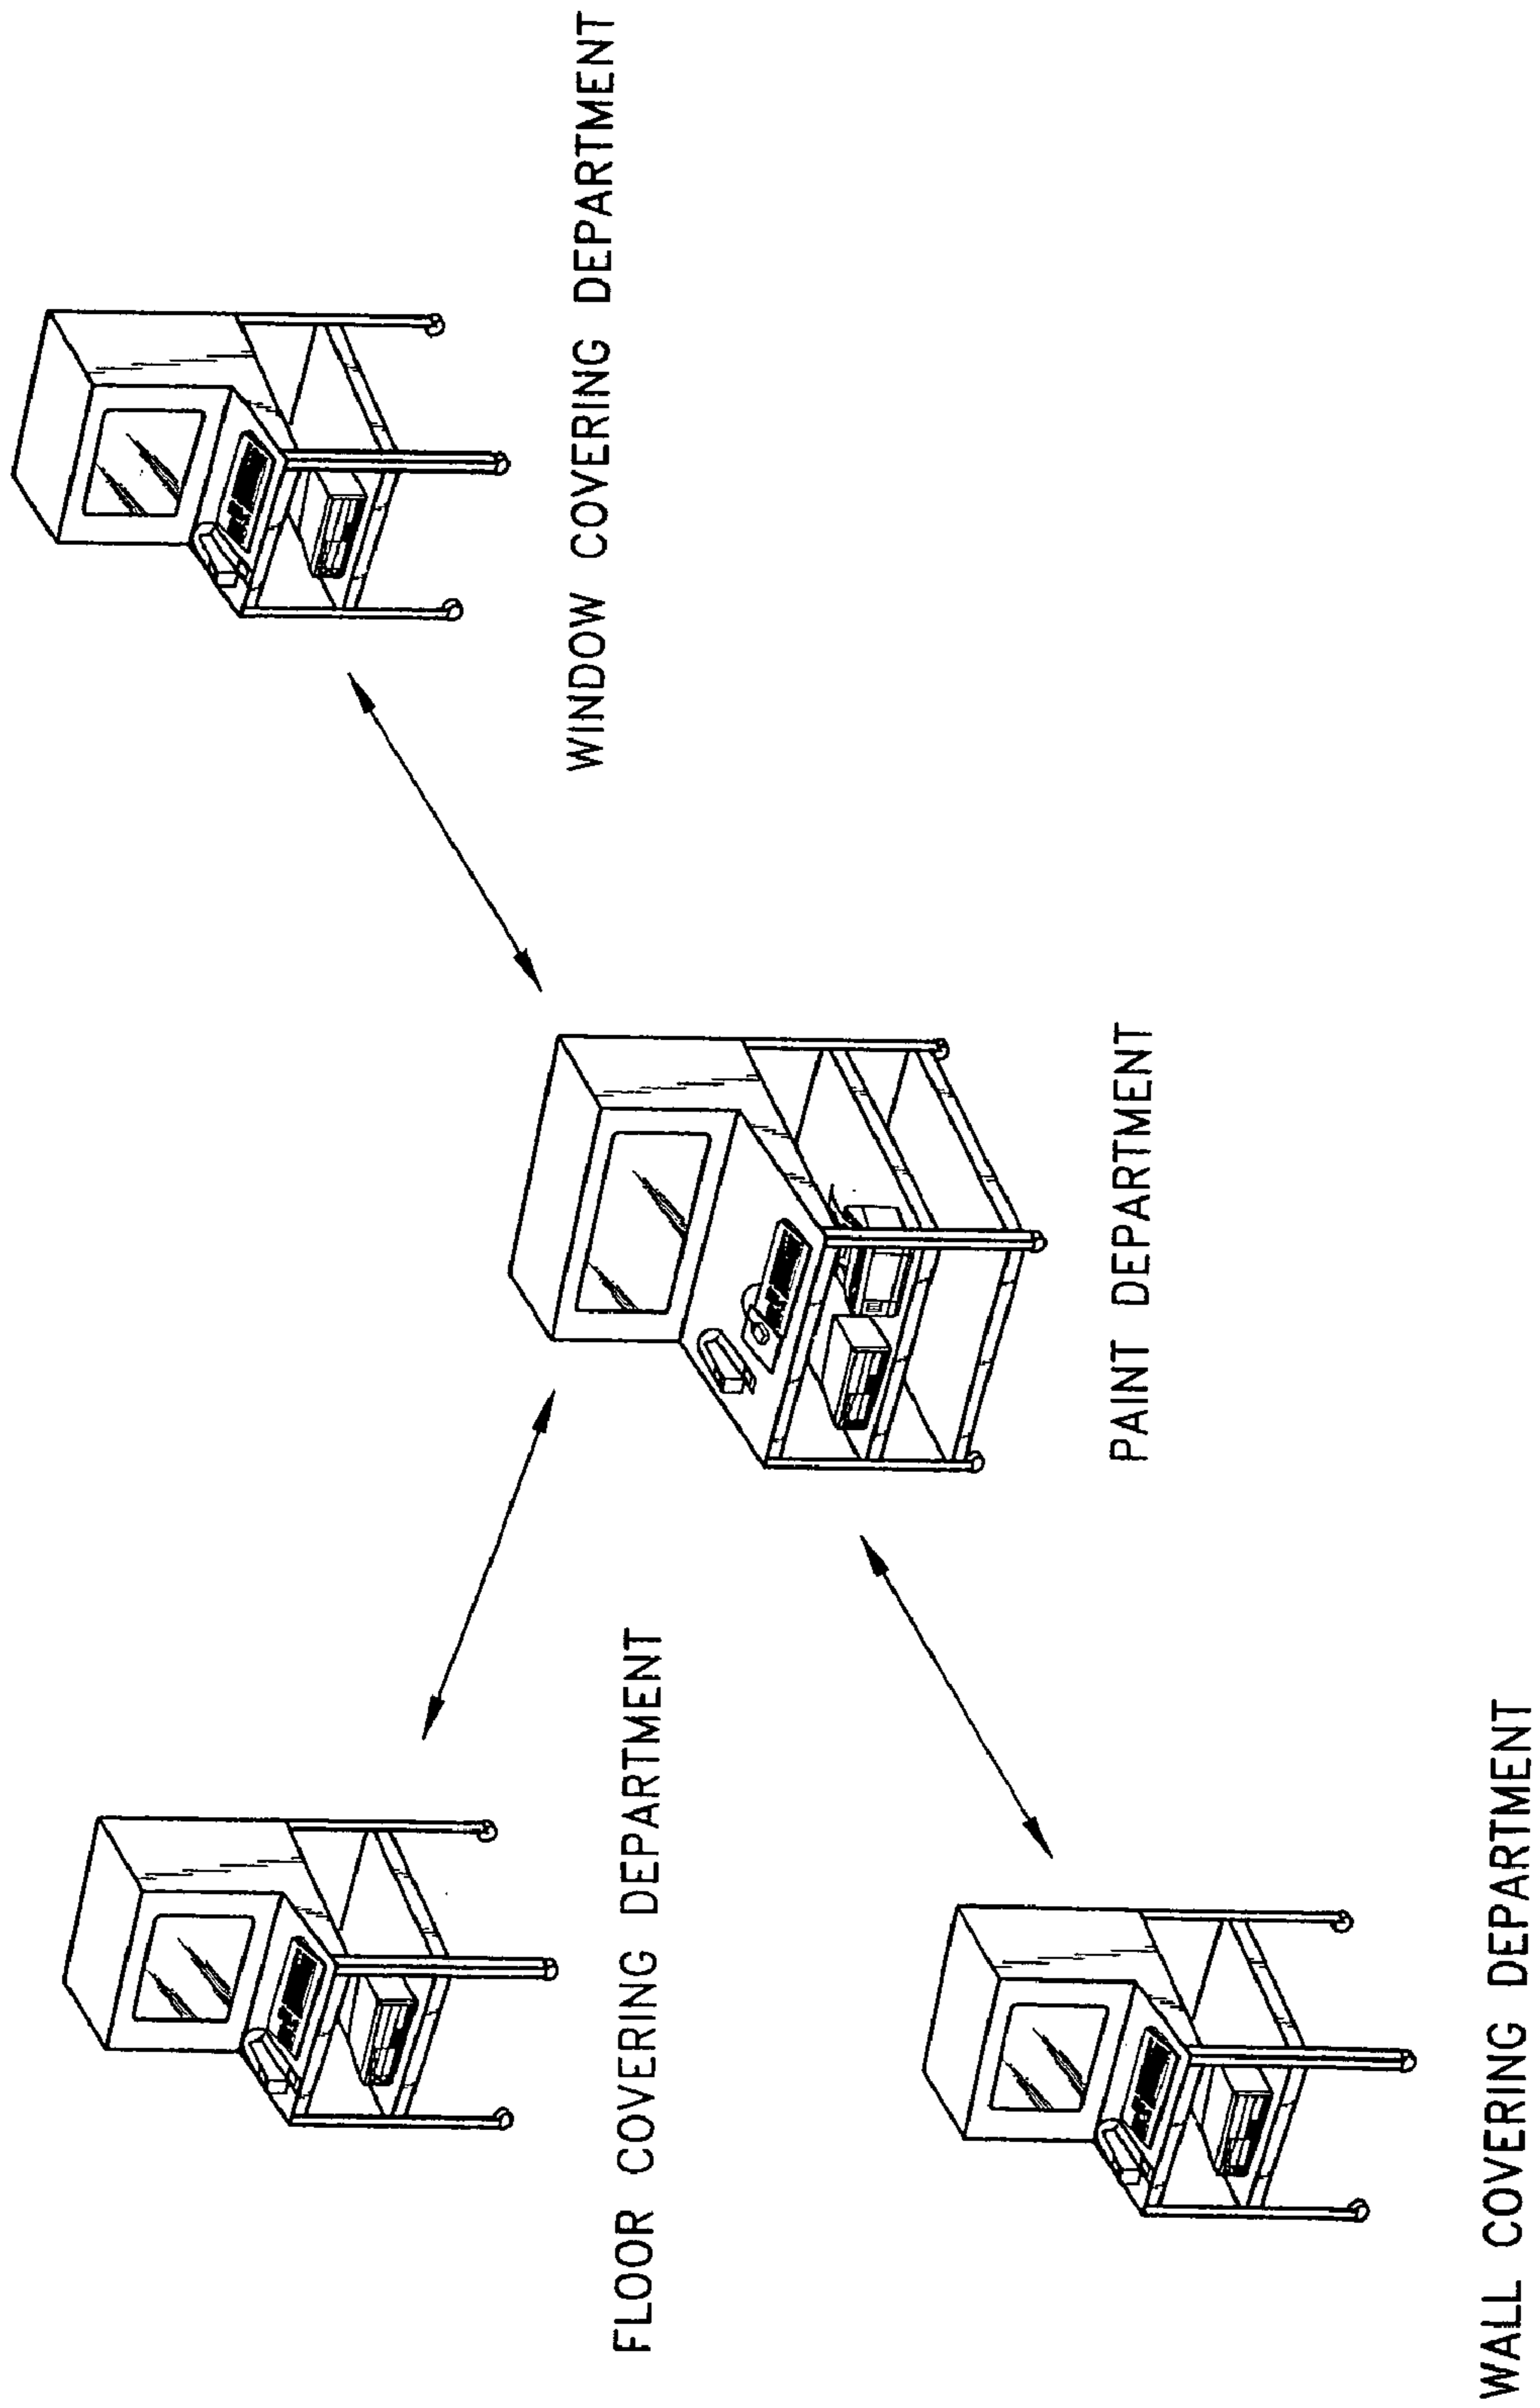 FLOOR COVERING DEPARTMENT
WINDOW COVERING DEPARTMENT
PAINT DEPARTMENT
WALL COVERING DEPARTMENT